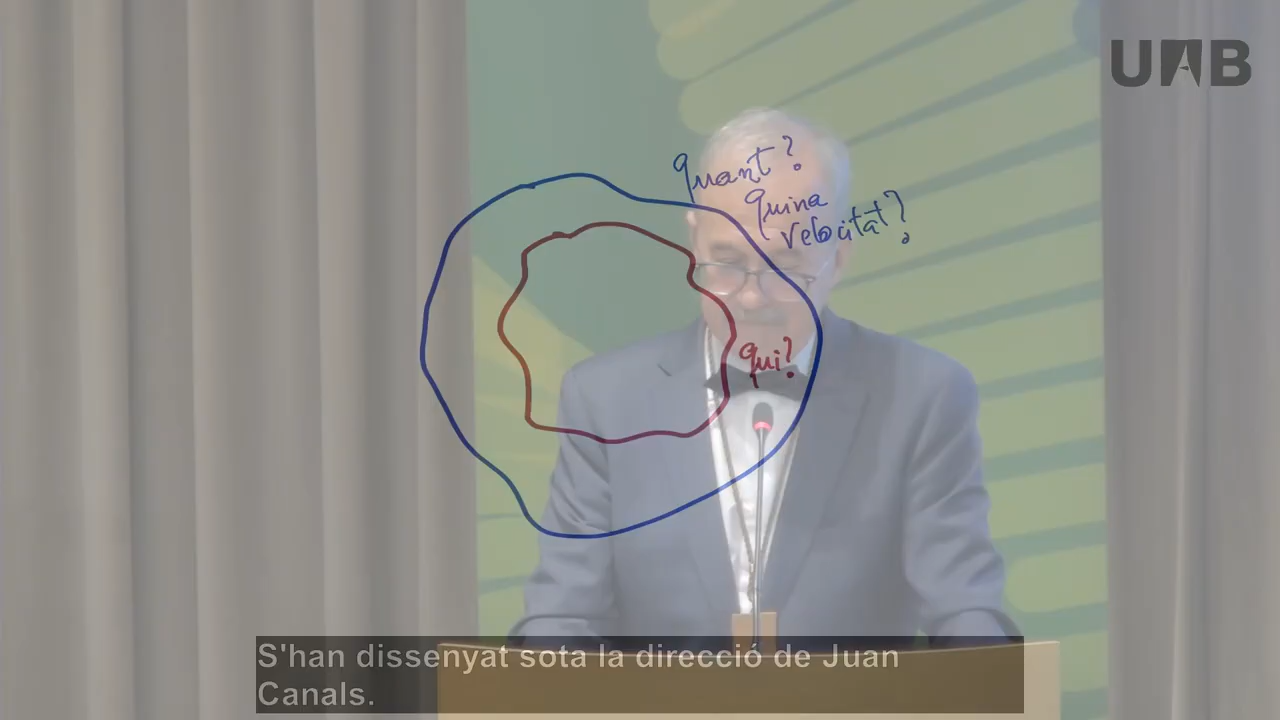 UAB
quant?
quina
velocitat?
qui?
S'han dissenyat sota la direcció de Juan
Canals.